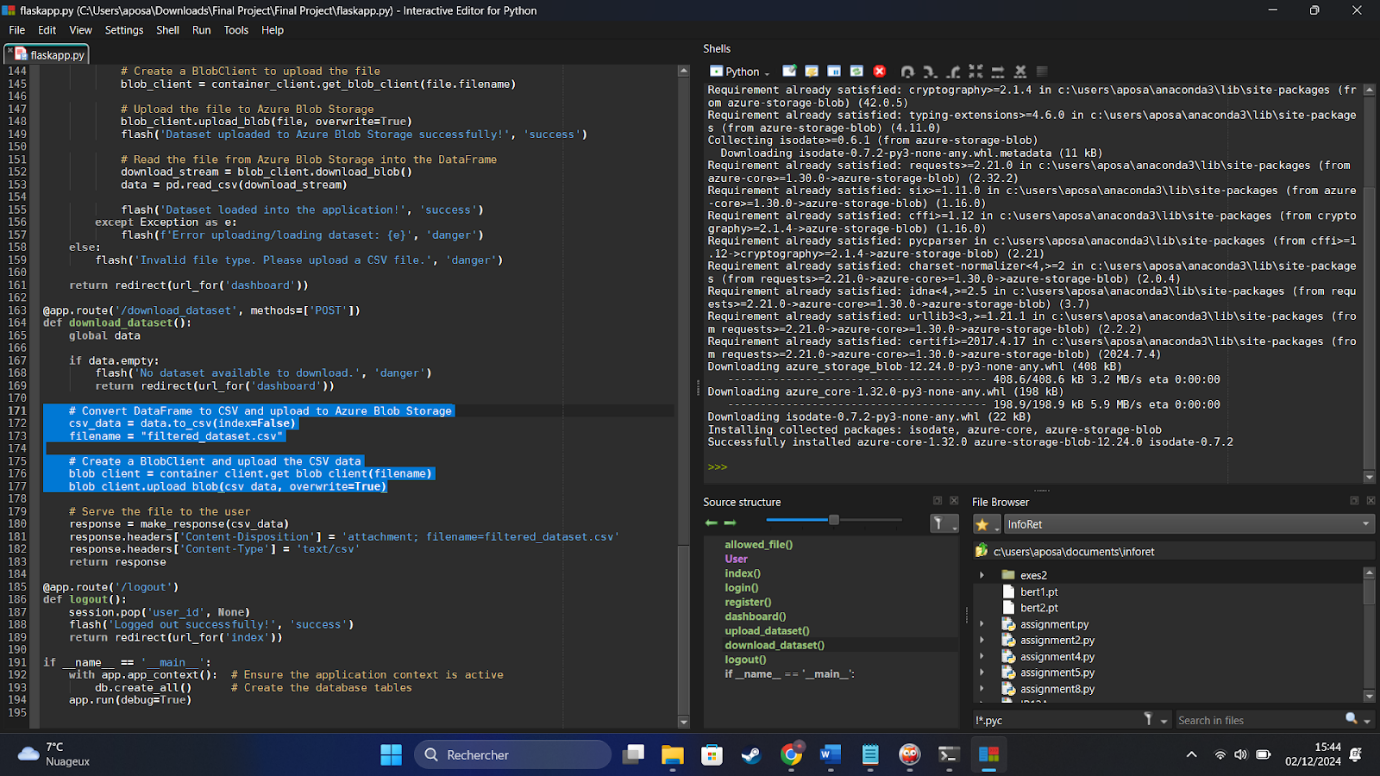 flaskapp.py (C:\Users\aposa\Downloads\Final Project\Final Project\flaskapp.py) - Interactive Editor for Python
File Edit View Settings Shell Run Tools Help
flaskapp.py
144 # Create a BlobClient to upload the file
145 blob_client = container_client.get_blob_client(file.filename)
146
147 # Upload the file to Azure Blob Storage
148 blob_client.upload_blob(file, overwrite=True)
149 flash('Dataset uploaded to Azure Blob Storage successfully!', 'success')
150
151 # Read the file from Azure Blob Storage into the DataFrame
152 download_stream = blob_client.download_blob()
153 data = pd.read_csv(download_stream)
154
155 flash('Dataset loaded into the application!', 'success')
156 except Exception as e:
157 flash(f'Error uploading/loading dataset: {e}', 'danger')
158 else:
159 flash('Invalid file type. Please upload a CSV file.', 'danger')
160
161 return redirect(url_for('dashboard'))
162
163 @app.route('/download_dataset', methods=['POST'])
164 def download_dataset():
165 global data
166
167 if data.empty:
168 flash('No dataset available to download.', 'danger')
169 return redirect(url_for('dashboard'))
170
171 # Convert DataFrame to CSV and upload to Azure Blob Storage
172 csv_data = data.to_csv(index=False)
173 filename = "filtered_dataset.csv"
174
175 # Create a BlobClient and upload the CSV data
176 blob_client = container_client.get_blob_client(filename)
177 blob_client.upload_blob(csv_data, overwrite=True)
178
179 # Serve the file to the user
180 response = make_response(csv_data)
181 response.headers['Content-Disposition'] = 'attachment; filename=filtered_dataset.csv'
182 response.headers['Content-Type'] = 'text/csv'
183 return response
184
185 @app.route('/logout')
186 def logout():
187 session.pop('user_id', None)
188 flash('Logged out successfully!', 'success')
189 return redirect(url_for('index'))
190
191 if __name__ == '__main__':
192 with app.app_context(): # Ensure the application context is active
193 db.create_all() # Create the database tables
194 app.run(debug=True)
195
Shells
Python
Requirement already satisfied: cryptography>=2.1.4 in c:\users\aposa\anaconda3\lib\site-packages (fr
om azure-storage-blob) (42.0.5)
Requirement already satisfied: typing-extensions>=4.6.0 in c:\users\aposa\anaconda3\lib\site-package
s (from azure-storage-blob) (4.11.0)
Collecting isodate>=0.6.1 (from azure-storage-blob)
Downloading isodate-0.7.2-py3-none-any.whl.metadata (11 kB)
Requirement already satisfied: requests>=2.21.0 in c:\users\aposa\anaconda3\lib\site-packages (from
azure-core>=1.30.0->azure-storage-blob) (2.32.2)
Requirement already satisfied: six>=1.11.0 in c:\users\aposa\anaconda3\lib\site-packages (from azure
-core>=1.30.0->azure-storage-blob) (1.16.0)
Requirement already satisfied: cffi>=1.12 in c:\users\aposa\anaconda3\lib\site-packages (from crypto
graphy>=2.1.4->azure-storage-blob) (1.16.0)
Requirement already satisfied: pycparser in c:\users\aposa\anaconda3\lib\site-packages (from cffi>=1
.12->cryptography>=2.1.4->azure-storage-blob) (2.21)
Requirement already satisfied: charset-normalizer<4,>=2 in c:\users\aposa\anaconda3\lib\site-package
s (from requests>=2.21.0->azure-core>=1.30.0->azure-storage-blob) (2.0.4)
Requirement already satisfied: idna<4,>=2.5 in c:\users\aposa\anaconda3\lib\site-packages (from requ
ests>=2.21.0->azure-core>=1.30.0->azure-storage-blob) (3.7)
Requirement already satisfied: urllib3<3,>=1.21.1 in c:\users\aposa\anaconda3\lib\site-packages (fro
m requests>=2.21.0->azure-core>=1.30.0->azure-storage-blob) (2.2.2)
Requirement already satisfied: certifi>=2017.4.17 in c:\users\aposa\anaconda3\lib\site-packages (fro
m requests>=2.21.0->azure-core>=1.30.0->azure-storage-blob) (2024.7.4)
Downloading azure_storage_blob-12.24.0-py3-none-any.whl (408 kB)
---------------------------------------- 408.6/408.6 kB 3.2 MB/s eta 0:00:00
Downloading azure_core-1.32.0-py3-none-any.whl (198 kB)
---------------------------------------- 198.9/198.9 kB 5.9 MB/s eta 0:00:00
Downloading isodate-0.7.2-py3-none-any.whl (22 kB)
Installing collected packages: isodate, azure-core, azure-storage-blob
Successfully installed azure-core-1.32.0 azure-storage-blob-12.24.0 isodate-0.7.2
>>>
Source structure
allowed_file()
User
index()
login()
register()
dashboard()
upload_dataset()
download_dataset()
logout()
if __name__ == '__main__':
File Browser
InfoRet
c:\users\aposa\documents\inforet
exes2
bert1.pt
bert2.pt
assignment.py
assignment2.py
assignment4.py
assignment5.py
assignment8.py
!*.pyc
Search in files
7°C
Nuageux
Rechercher
15:44
02/12/2024